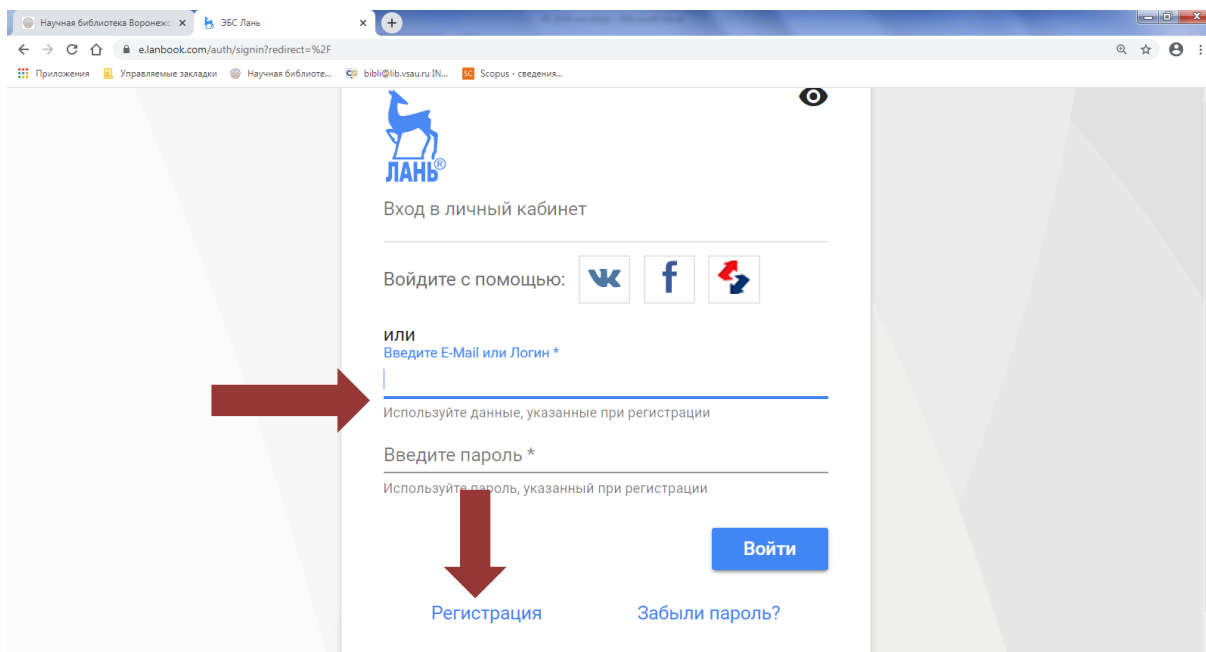 Научная библиотека Воронежс
ЭБС Лань
e.lanbook.com/auth/signin?redirect=%2F
Приложения
Управляемые закладки
Научная библиоте...
bibli@lib.vsau.ru IN...
SC Scopus - сведения...
ЛАНЬ®
Вход в личный кабинет
Войдите с помощью:
или
Введите E-Mail или Логин *
Используйте данные, указанные при регистрации
Введите пароль *
Используйте пароль, указанный при регистрации
Войти
Регистрация Забыли пароль?